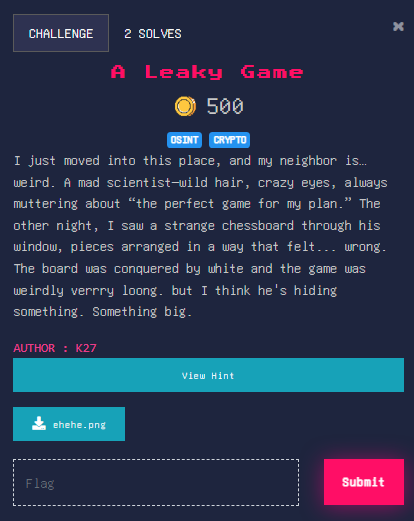 CHALLENGE 2 SOLVES
×
A Leaky Game
500
OSINT CRYPTO
I just moved into this place, and my neighbor is…
weird. A mad scientist—wild hair, crazy eyes, always
muttering about “the perfect game for my plan.” The
other night, I saw a strange chessboard through his
window, pieces arranged in a way that felt... wrong.
The board was conquered by white and the game was
weirdly verrry loong. but I think he's hiding
something. Something big.
AUTHOR : K27
View Hint
ehehe.png
Flag
Submit